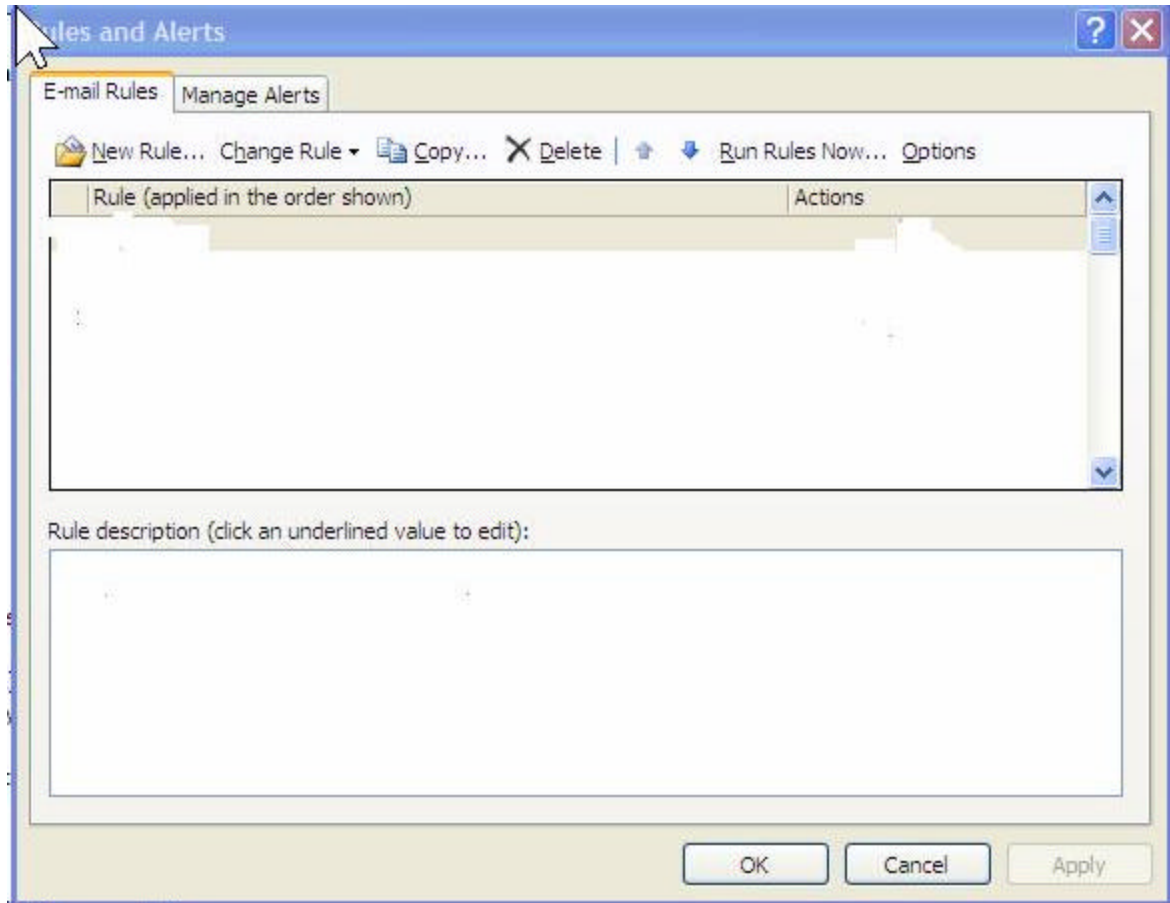 ules and Alerts
E-mail Rules Manage Alerts
New Rule... Change Rule Copy... Delete Run Rules Now... Options
Rule (applied in the order shown) Actions
Rule description (click an underlined value to edit):
OK Cancel Apply